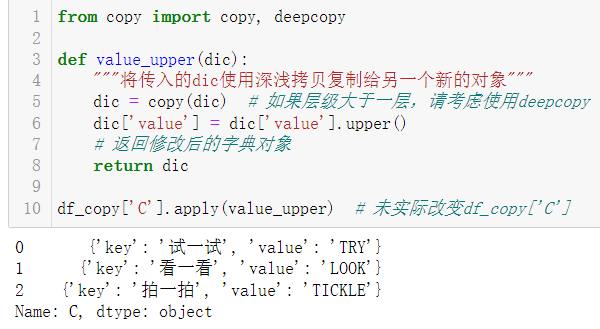 1 from copy import copy, deepcopy
2
3 def value_upper(dic):
4     """将传入的dic使用深浅拷贝复制给另一个新的对象"""
5     dic = copy(dic)  # 如果层级大于一层，请考虑使用deepcopy
6     dic['value'] = dic['value'].upper()
7     # 返回修改后的字典对象
8     return dic
9
10 df_copy['C'].apply(value_upper)  # 未实际改变df_copy['C']
0     {'key': '试一试', 'value': 'TRY'}
1    {'key': '看一看', 'value': 'LOOK'}
2  {'key': '拍一拍', 'value': 'TICKLE'}
Name: C, dtype: object